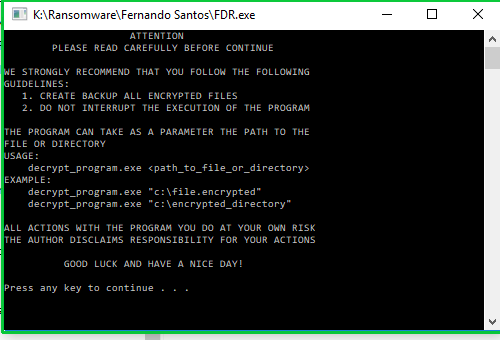 K:\Ransomware\Fernando Santos\FDR.exe
ATTENTION
PLEASE READ CAREFULLY BEFORE CONTINUE
WE STRONGLY RECOMMEND THAT YOU FOLLOW THE FOLLOWING
GUIDELINES:
1. CREATE BACKUP ALL ENCRYPTED FILES
2. DO NOT INTERRUPT THE EXECUTION OF THE PROGRAM
THE PROGRAM CAN TAKE AS A PARAMETER THE PATH TO THE
FILE OR DIRECTORY
USAGE:
decrypt_program.exe <path_to_file_or_directory>
EXAMPLE:
decrypt_program.exe "c:\file.encrypted"
decrypt_program.exe "c:\encrypted_directory"
ALL ACTIONS WITH THE PROGRAM YOU DO AT YOUR OWN RISK
THE AUTHOR DISCLAIMS RESPONSIBILITY FOR YOUR ACTIONS
GOOD LUCK AND HAVE A NICE DAY!
Press any key to continue . . .